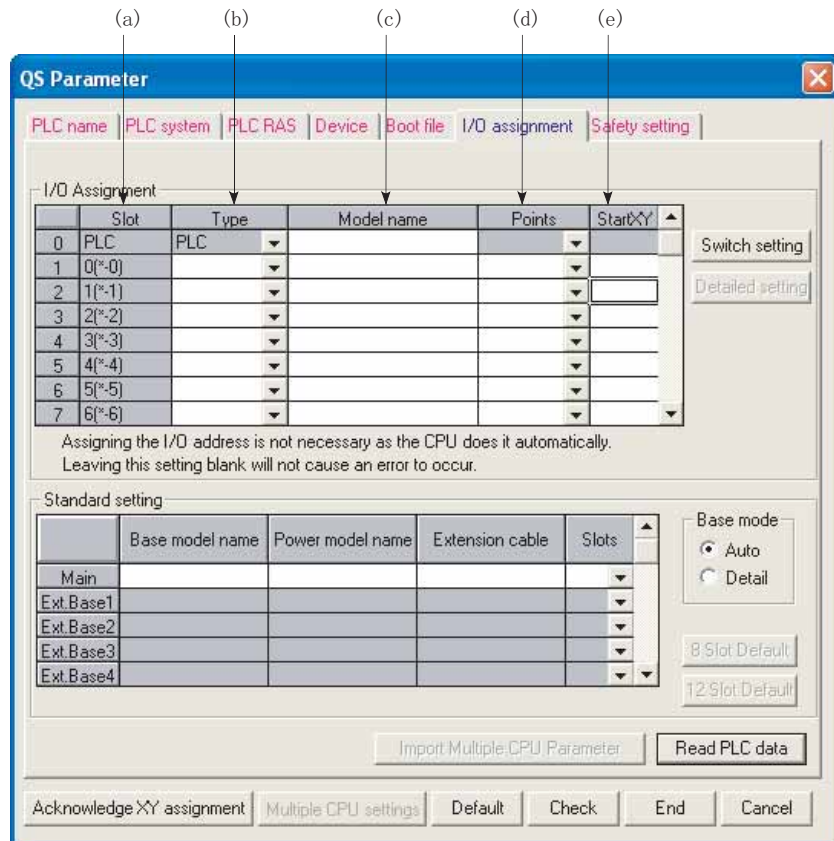 (a) (b) (c) (d) (e)
QS Parameter
PLC name PLC system PLC RAS Device Boot file I/O assignment Safety setting
I/O Assignment
Slot Type Model name Points StartXY
0 PLC PLC
1 0(*-0)
2 1(*-1)
3 2(*-2)
4 3(*-3)
5 4(*-4)
6 5(*-5)
7 6(*-6)
Switch setting
Detailed setting
Assigning the I/O address is not necessary as the CPU does it automatically.
Leaving this setting blank will not cause an error to occur.
Standard setting
Base model name Power model name Extension cable Slots
Main
Ext.Base1
Ext.Base2
Ext.Base3
Ext.Base4
Base mode
Auto
Detail
8 Slot Default
12 Slot Default
Import Multiple CPU Parameter Read PLC data
Acknowledge XY assignment Multiple CPU settings Default Check End Cancel